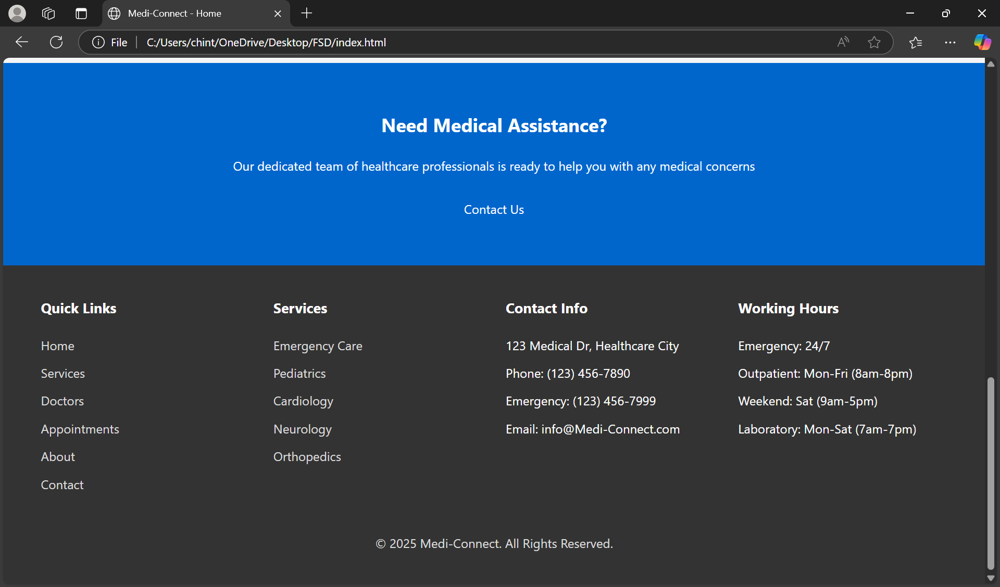 Medi-Connect - Home
File
C:/Users/chint/OneDrive/Desktop/FSD/index.html
Need Medical Assistance?
Our dedicated team of healthcare professionals is ready to help you with any medical concerns
Contact Us
Quick Links
Home
Services
Doctors
Appointments
About
Contact
Services
Emergency Care
Pediatrics
Cardiology
Neurology
Orthopedics
Contact Info
123 Medical Dr, Healthcare City
Phone: (123) 456-7890
Emergency: (123) 456-7999
Email: info@Medi-Connect.com
Working Hours
Emergency: 24/7
Outpatient: Mon-Fri (8am-8pm)
Weekend: Sat (9am-5pm)
Laboratory: Mon-Sat (7am-7pm)
© 2025 Medi-Connect. All Rights Reserved.